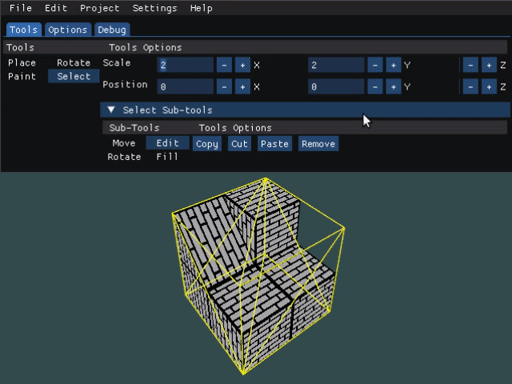 File Edit Project Settings Help
Tools Options Debug
Tools Tools Options
Place Rotate Scale 2 - + X 2 - + Y - + Z
Paint Select Position 0 - + X 0 - + Y - + Z
▼ Select Sub-tools
Sub-Tools Tools Options
Move Edit Copy Cut Paste Remove
Rotate Fill